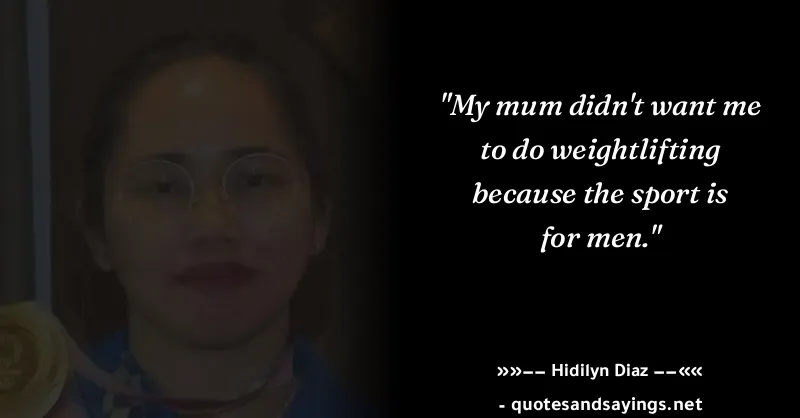 "My mum didn't want me
to do weightlifting
because the sport is
for men."
»»−− Hidilyn Diaz −−««
- quotesandsayings.net